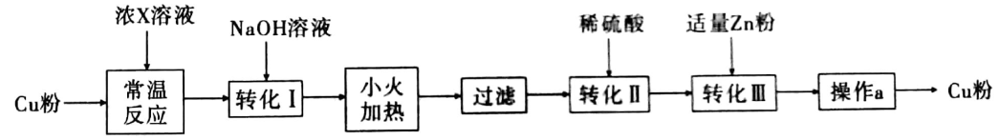 浓X溶液
NaOH溶液
稀硫酸
适量Zn粉
Cu粉
常温
反应
转化Ⅰ
小火
加热
过滤
转化Ⅱ
转化Ⅲ
操作a
Cu粉